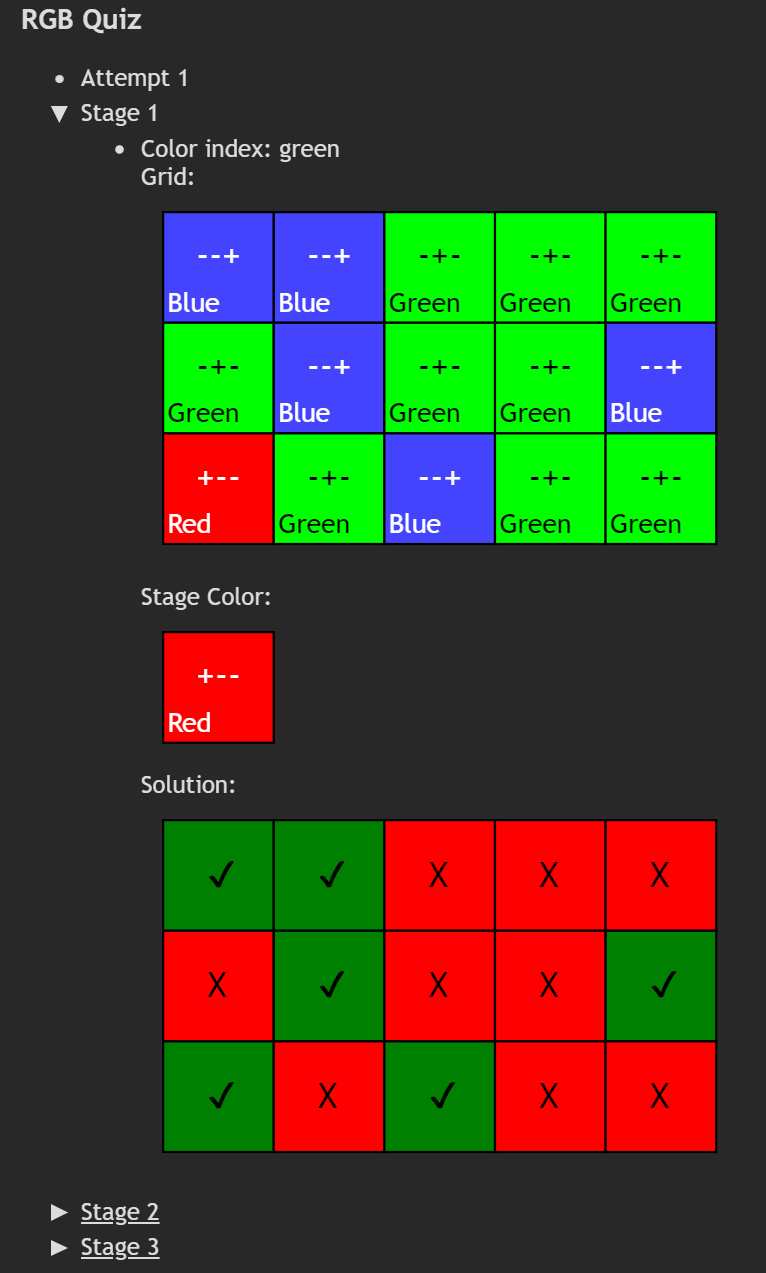 RGB Quiz
• Attempt 1
▼ Stage 1
• Color index: green
Grid:
--+ --+ -+- -+- -+-
Blue Blue Green Green Green
-+- --+ -+- -+- --+
Green Blue Green Green Blue
+-- -+- --+ -+- -+-
Red Green Blue Green Green
Stage Color:
+--
Red
Solution:
✓ ✓ X X X
X ✓ X X ✓
✓ X ✓ X X
► Stage 2
► Stage 3